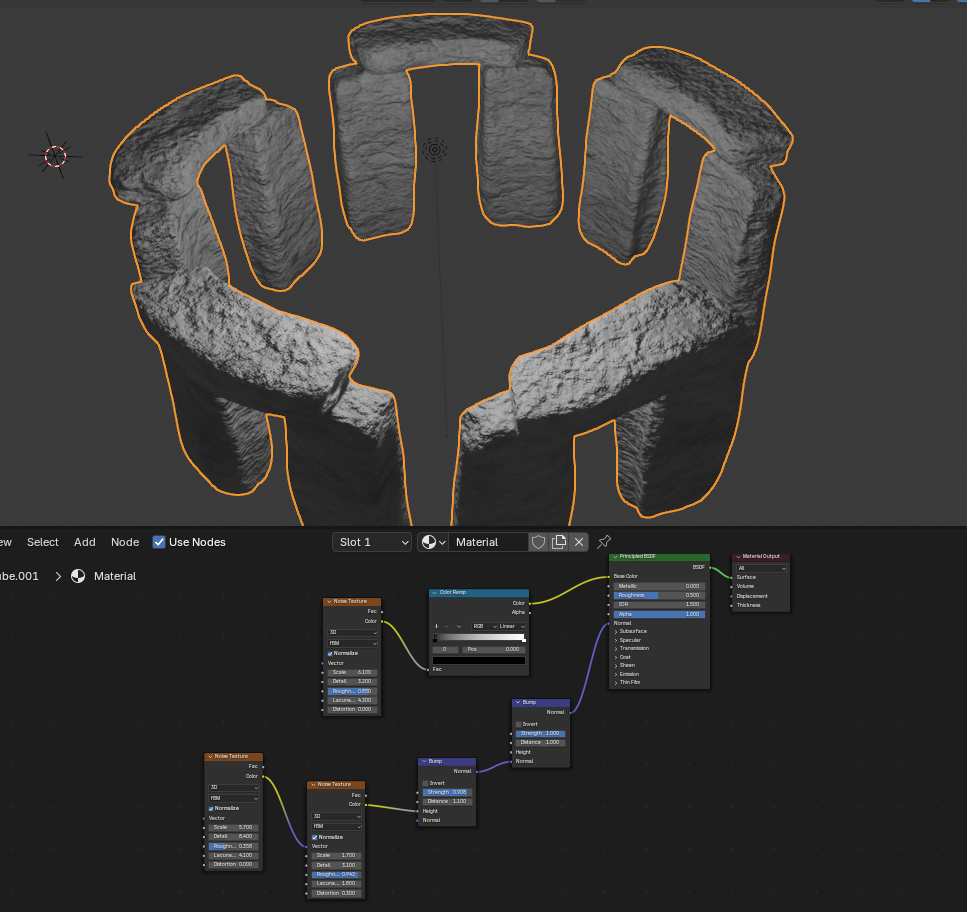 ew Select Add Node Use Nodes Slot 1 Material
ube.001 > Material
Principled BSDF
BSDF
Base Color
Metallic 0.000
Roughness 0.500
IOR 1.500
Alpha 1.000
Normal
Subsurface
Specular
Transmission
Coat
Sheen
Emission
Thin Film
Material Output
All
Surface
Volume
Displacement
Thickness
Color Ramp
Color
Alpha
+ − RGB Linear
0 Pos 0.000
Fac
Noise Texture
Fac
Color
3D
fBM
Normalize
Vector
Scale 6.100
Detail 3.200
Roughn... 0.850
Lacuna... 4.300
Distortion 0.000
Bump
Normal
Invert
Strength 1.000
Distance 1.000
Height
Normal
Noise Texture
Fac
Color
3D
fBM
Normalize
Vector
Scale 5.700
Detail 8.400
Roughn... 0.358
Lacuna... 4.100
Distortion 0.000
Noise Texture
Fac
Color
3D
fBM
Normalize
Vector
Scale 1.700
Detail 3.100
Roughn... 0.942
Lacuna... 1.800
Distortion 0.300
Bump
Normal
Invert
Strength 0.908
Distance 1.100
Height
Normal